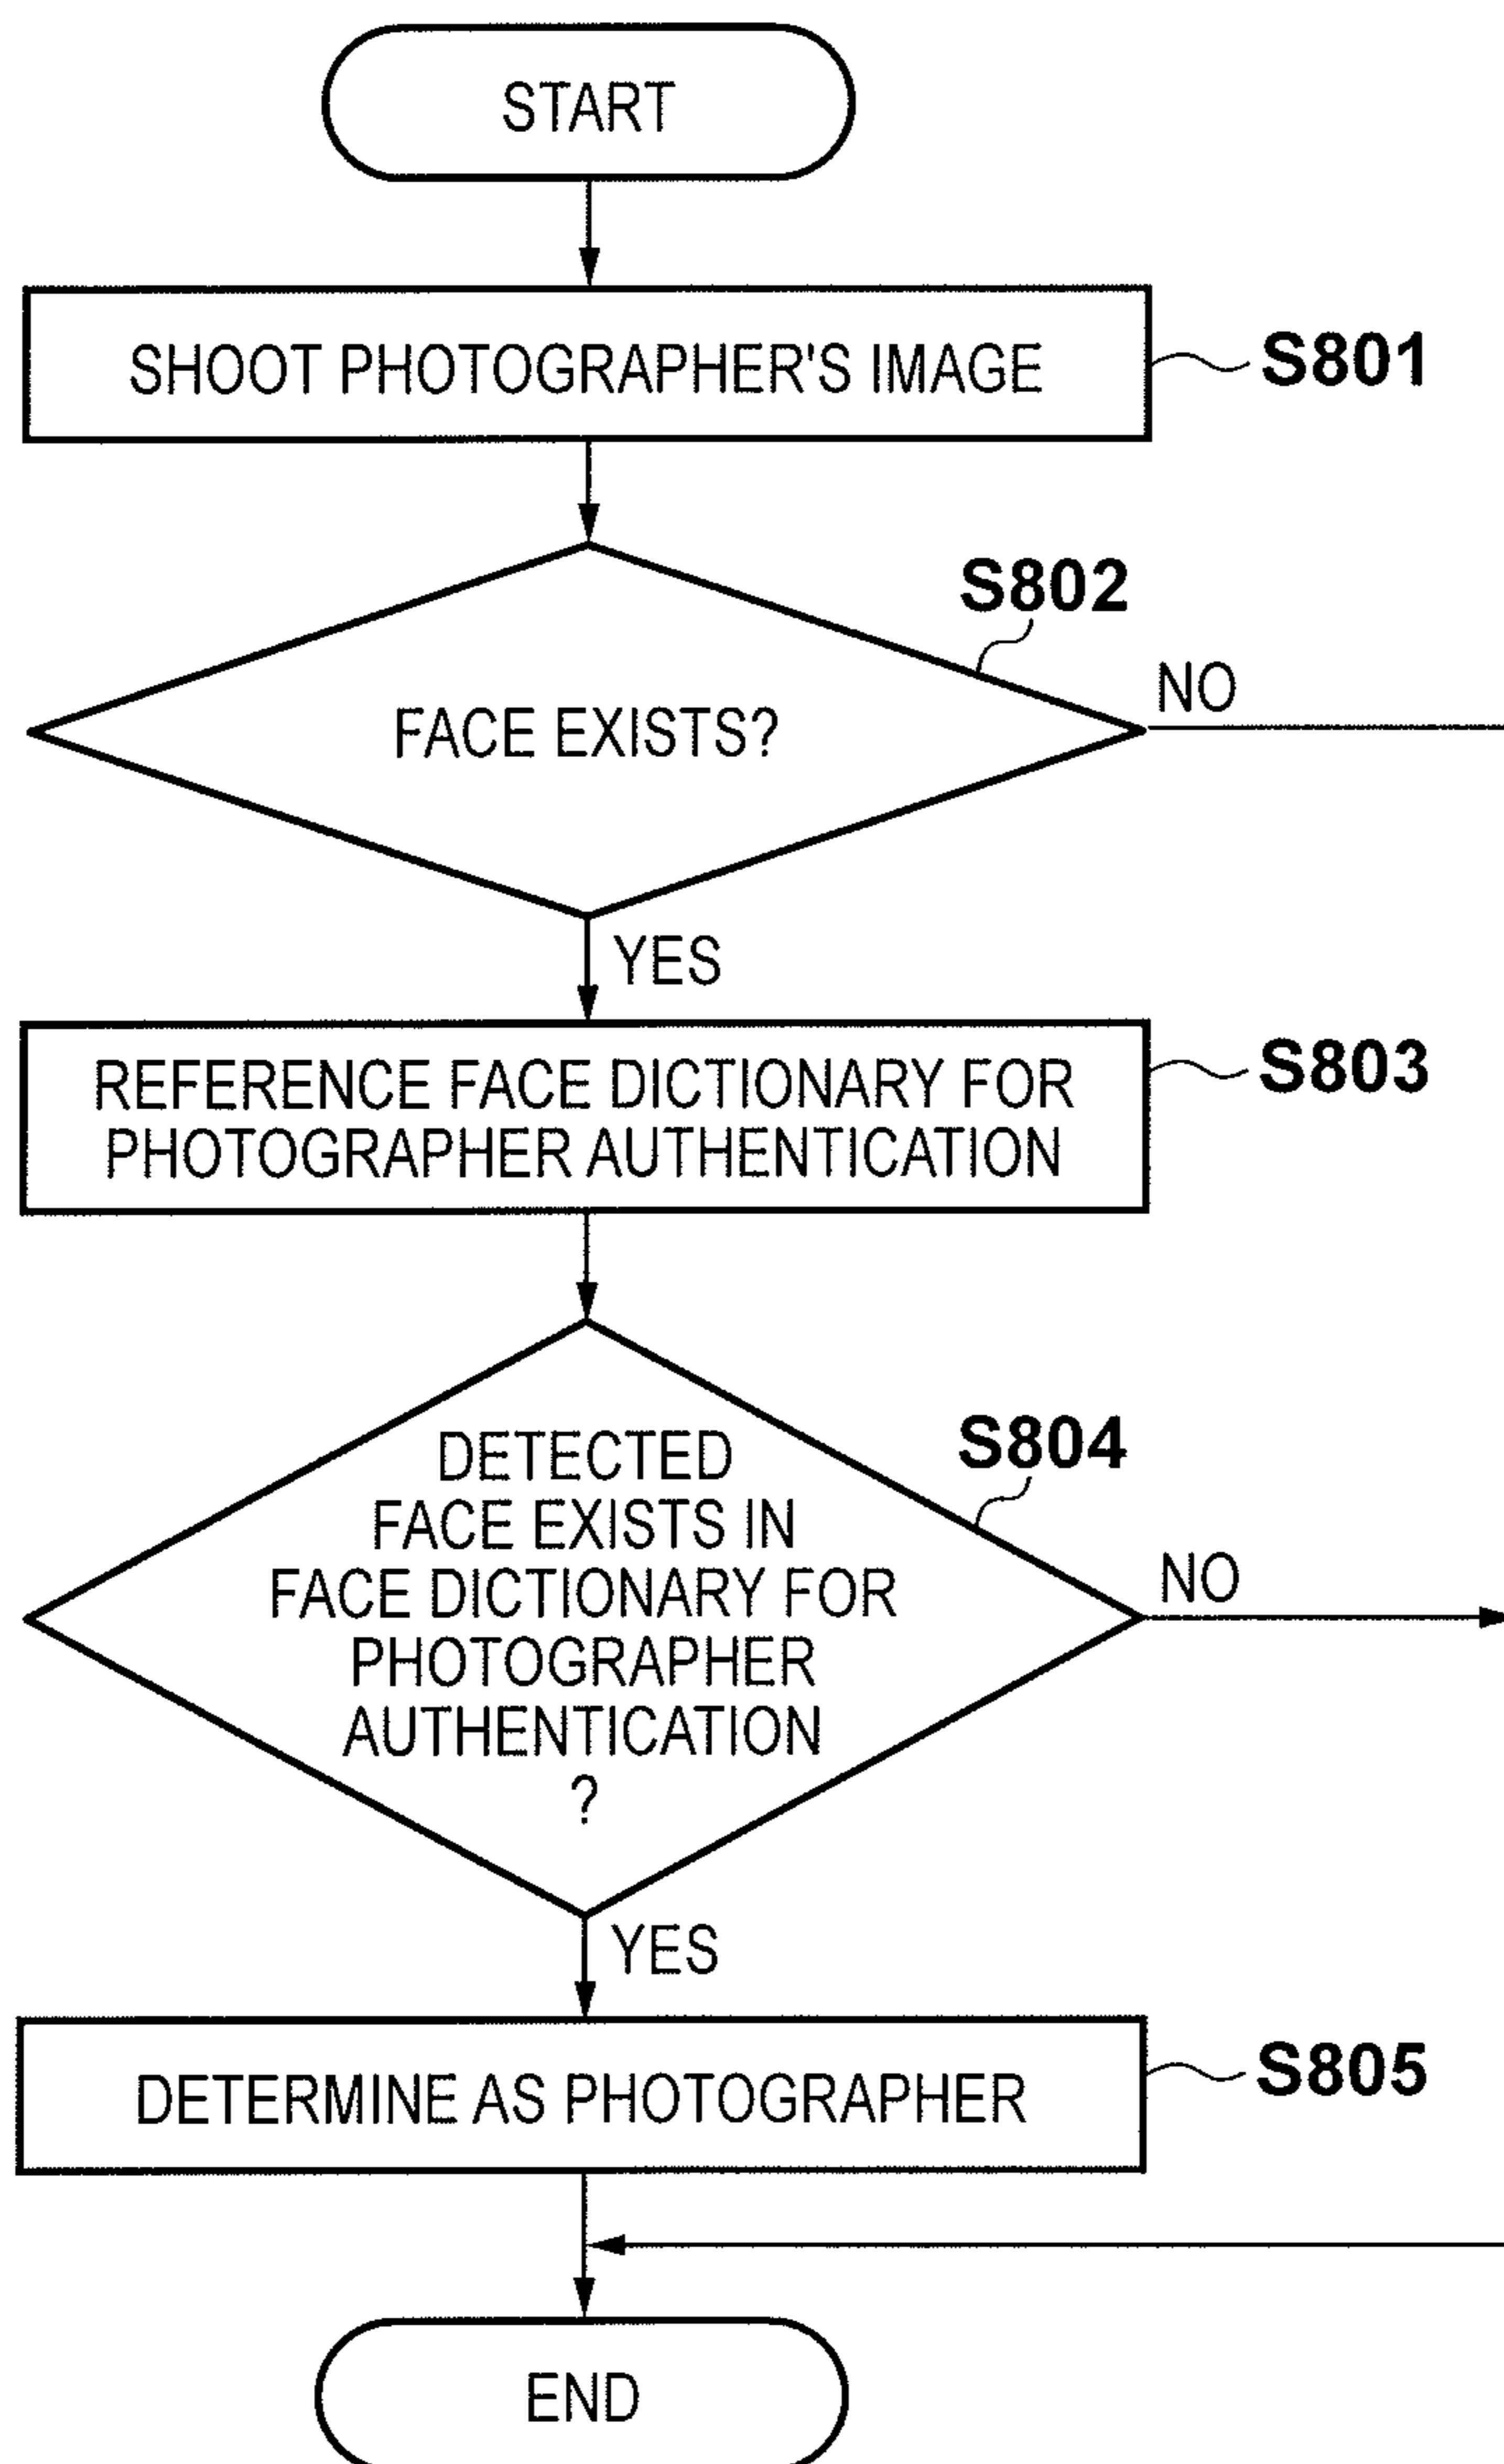 START
SHOOT PHOTOGRAPHER'S IMAGE
S801
S802
FACE EXISTS?
NO
YES
REFERENCE FACE DICTIONARY FOR
PHOTOGRAPHER AUTHENTICATION
S803
S804
DETECTED
FACE EXISTS IN
FACE DICTIONARY FOR
PHOTOGRAPHER
AUTHENTICATION
?
NO
YES
DETERMINE AS PHOTOGRAPHER
S805
END